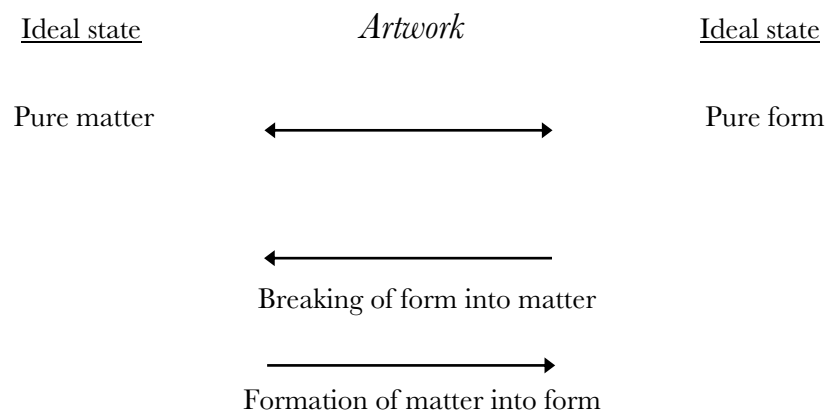 Ideal state Artwork Ideal state
Pure matter Pure form
Breaking of form into matter
Formation of matter into form